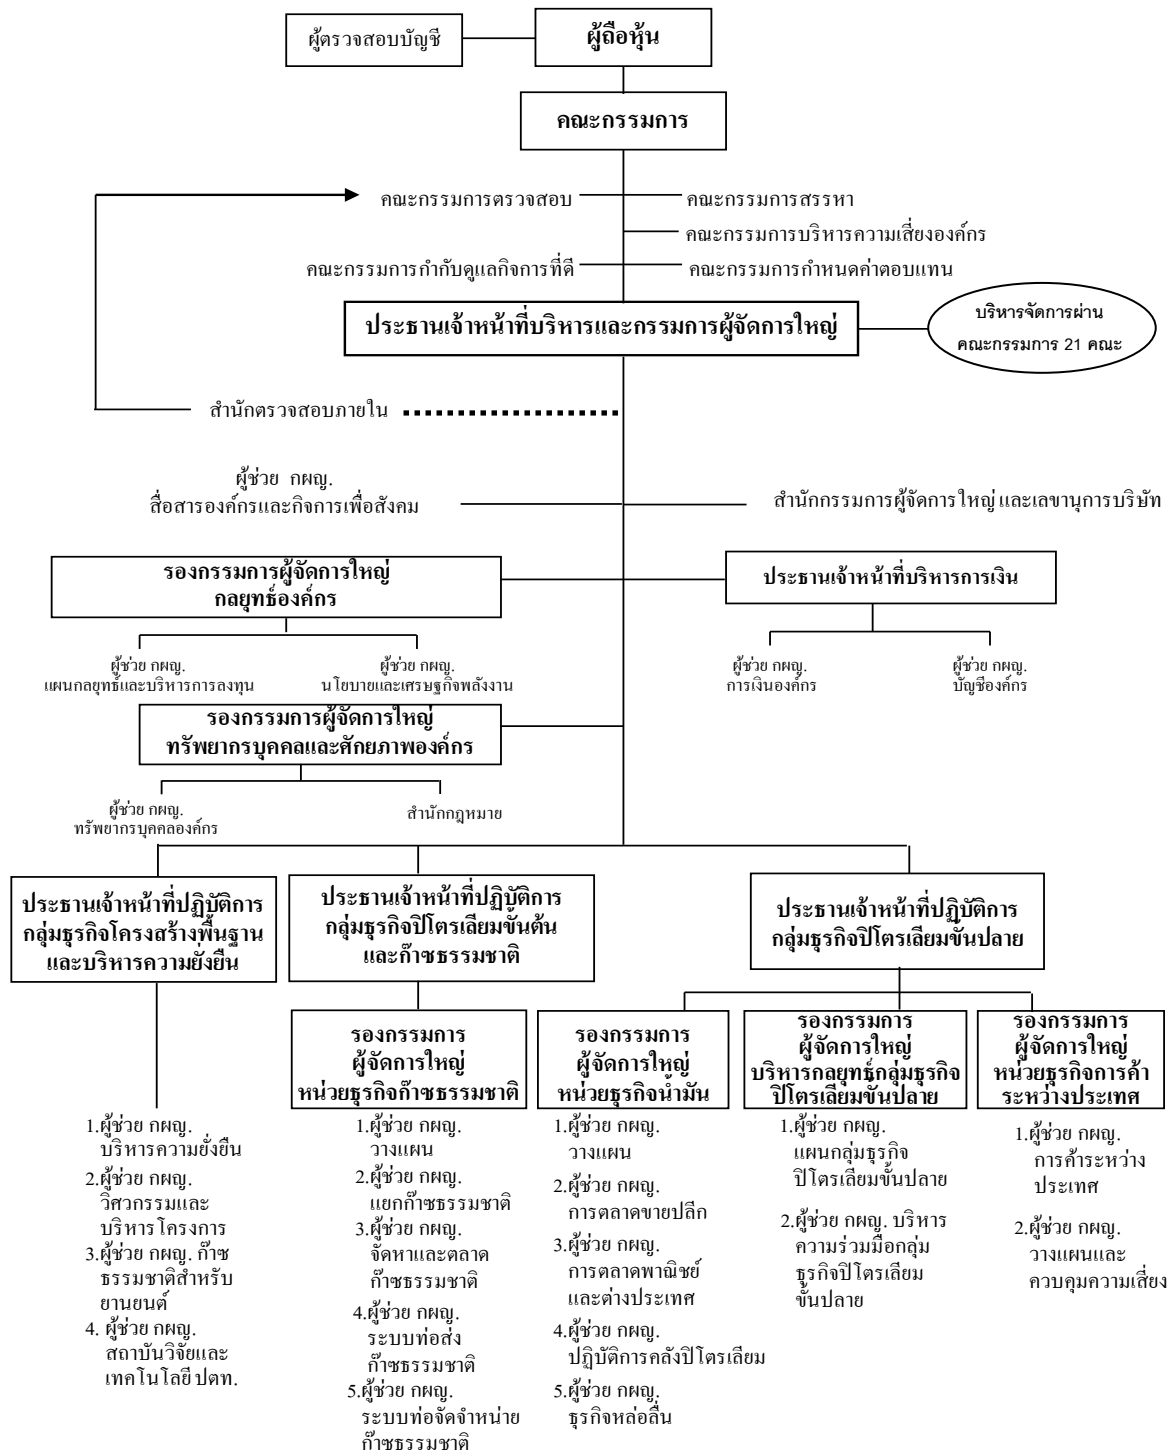 ผู้ตรวจสอบบัญชี
ผู้ถือหุ้น
คณะกรรมการ
คณะกรรมการตรวจสอบ
คณะกรรมการสรรหา
คณะกรรมการบริหารความเสี่ยงองค์กร
คณะกรรมการกำกับดูแลกิจการที่ดี
คณะกรรมการกำหนดค่าตอบแทน
ประธานเจ้าหน้าที่บริหารและกรรมการผู้จัดการใหญ่
บริหารจัดการผ่าน
คณะกรรมการ 21 คณะ
สำนักตรวจสอบภายใน
ผู้ช่วย กผญ.
สื่อสารองค์กรและกิจการเพื่อสังคม
สำนักกรรมการผู้จัดการใหญ่ และเลขานุการบริษัท
รองกรรมการผู้จัดการใหญ่
กลยุทธ์องค์กร
ประธานเจ้าหน้าที่บริหารการเงิน
ผู้ช่วย กผญ.
แผนกลยุทธ์และบริหารการลงทุน
ผู้ช่วย กผญ.
นโยบายและเศรษฐกิจพลังงาน
ผู้ช่วย กผญ.
การเงินองค์กร
ผู้ช่วย กผญ.
บัญชีองค์กร
รองกรรมการผู้จัดการใหญ่
ทรัพยากรบุคคลและศักยภาพองค์กร
ผู้ช่วย กผญ.
ทรัพยากรบุคคลองค์กร
สำนักกฎหมาย
ประธานเจ้าหน้าที่ปฏิบัติการ
กลุ่มธุรกิจโครงสร้างพื้นฐาน
และบริหารความยั่งยืน
ประธานเจ้าหน้าที่ปฏิบัติการ
กลุ่มธุรกิจปิโตรเลียมขั้นต้น
และก๊าซธรรมชาติ
ประธานเจ้าหน้าที่ปฏิบัติการ
กลุ่มธุรกิจปิโตรเลียมขั้นปลาย
รองกรรมการ
ผู้จัดการใหญ่
หน่วยธุรกิจก๊าซธรรมชาติ
รองกรรมการ
ผู้จัดการใหญ่
หน่วยธุรกิจน้ำมัน
รองกรรมการ
ผู้จัดการใหญ่
บริหารกลยุทธ์กลุ่มธุรกิจ
ปิโตรเลียมขั้นปลาย
รองกรรมการ
ผู้จัดการใหญ่
หน่วยธุรกิจการค้า
ระหว่างประเทศ
1.ผู้ช่วย กผญ.
บริหารความยั่งยืน
2.ผู้ช่วย กผญ.
วิศวกรรมและ
บริหารโครงการ
3.ผู้ช่วย กผญ. ก๊าซ
ธรรมชาติสำหรับ
ยานยนต์
4. ผู้ช่วย กผญ.
สถาบันวิจัยและ
เทคโนโลยี ปตท.
1.ผู้ช่วย กผญ.
วางแผน
2.ผู้ช่วย กผญ.
แยกก๊าซธรรมชาติ
3.ผู้ช่วย กผญ.
จัดหาและตลาด
ก๊าซธรรมชาติ
4.ผู้ช่วย กผญ.
ระบบท่อส่ง
ก๊าซธรรมชาติ
5.ผู้ช่วย กผญ.
ระบบท่อจัดจำหน่าย
ก๊าซธรรมชาติ
1.ผู้ช่วย กผญ.
วางแผน
2.ผู้ช่วย กผญ.
การตลาดขายปลีก
3.ผู้ช่วย กผญ.
การตลาดพาณิชย์
และต่างประเทศ
4.ผู้ช่วย กผญ.
ปฏิบัติการคลังปิโตรเลียม
5.ผู้ช่วย กผญ.
ธุรกิจหล่อลื่น
1.ผู้ช่วย กผญ.
แผนกลุ่มธุรกิจ
ปิโตรเลียมขั้นปลาย
2.ผู้ช่วย กผญ. บริหาร
ความร่วมมือกลุ่ม
ธุรกิจปิโตรเลียม
ขั้นปลาย
1.ผู้ช่วย กผญ.
การค้าระหว่าง
ประเทศ
2.ผู้ช่วย กผญ.
วางแผนและ
ควบคุมความเสี่ยง